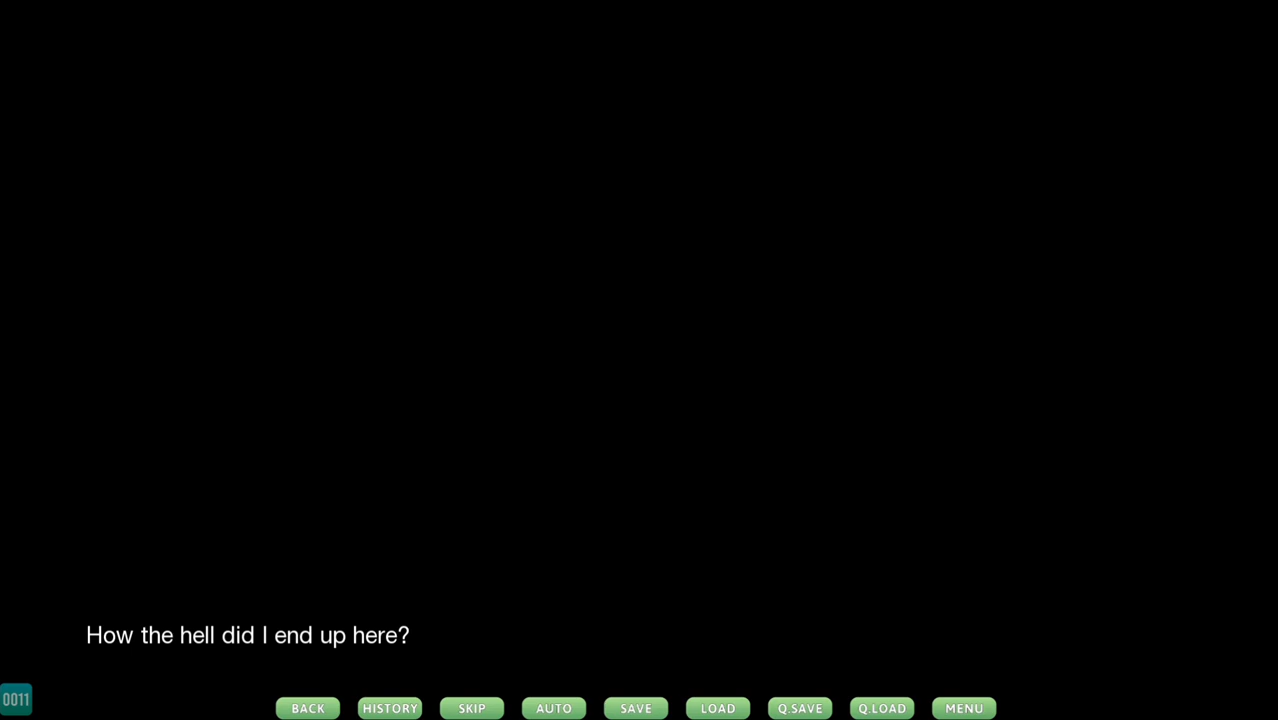 How the hell did I end up here?
0011
BACK HISTORY SKIP AUTO SAVE LOAD Q.SAVE Q.LOAD MENU